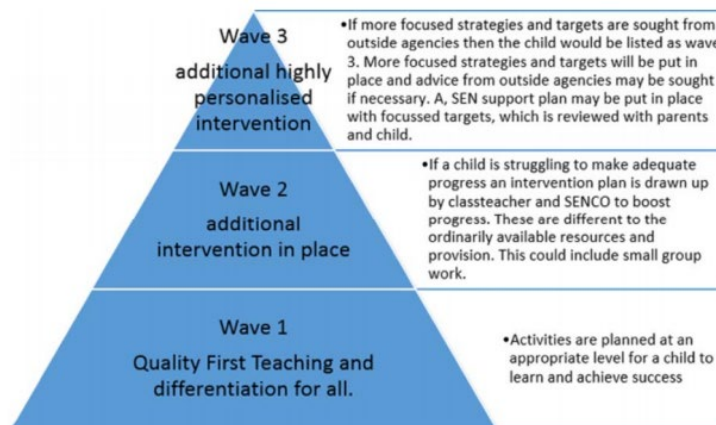 Wave 3
additional highly
personalised
intervention
•If more focused strategies and targets are sought from
outside agencies then the child would be listed as wave
3. More focused strategies and targets will be put in
place and advice from outside agencies may be sought
if necessary. A, SEN support plan may be put in place
with focussed targets, which is reviewed with parents
and child.
Wave 2
additional
intervention in place
•If a child is struggling to make adequate
progress an intervention plan is drawn up
by classteacher and SENCO to boost
progress. These are different to the
ordinarily available resources and
provision. This could include small group
work.
Wave 1
Quality First Teaching and
differentiation for all.
•Activities are planned at an
appropriate level for a child to
learn and achieve success